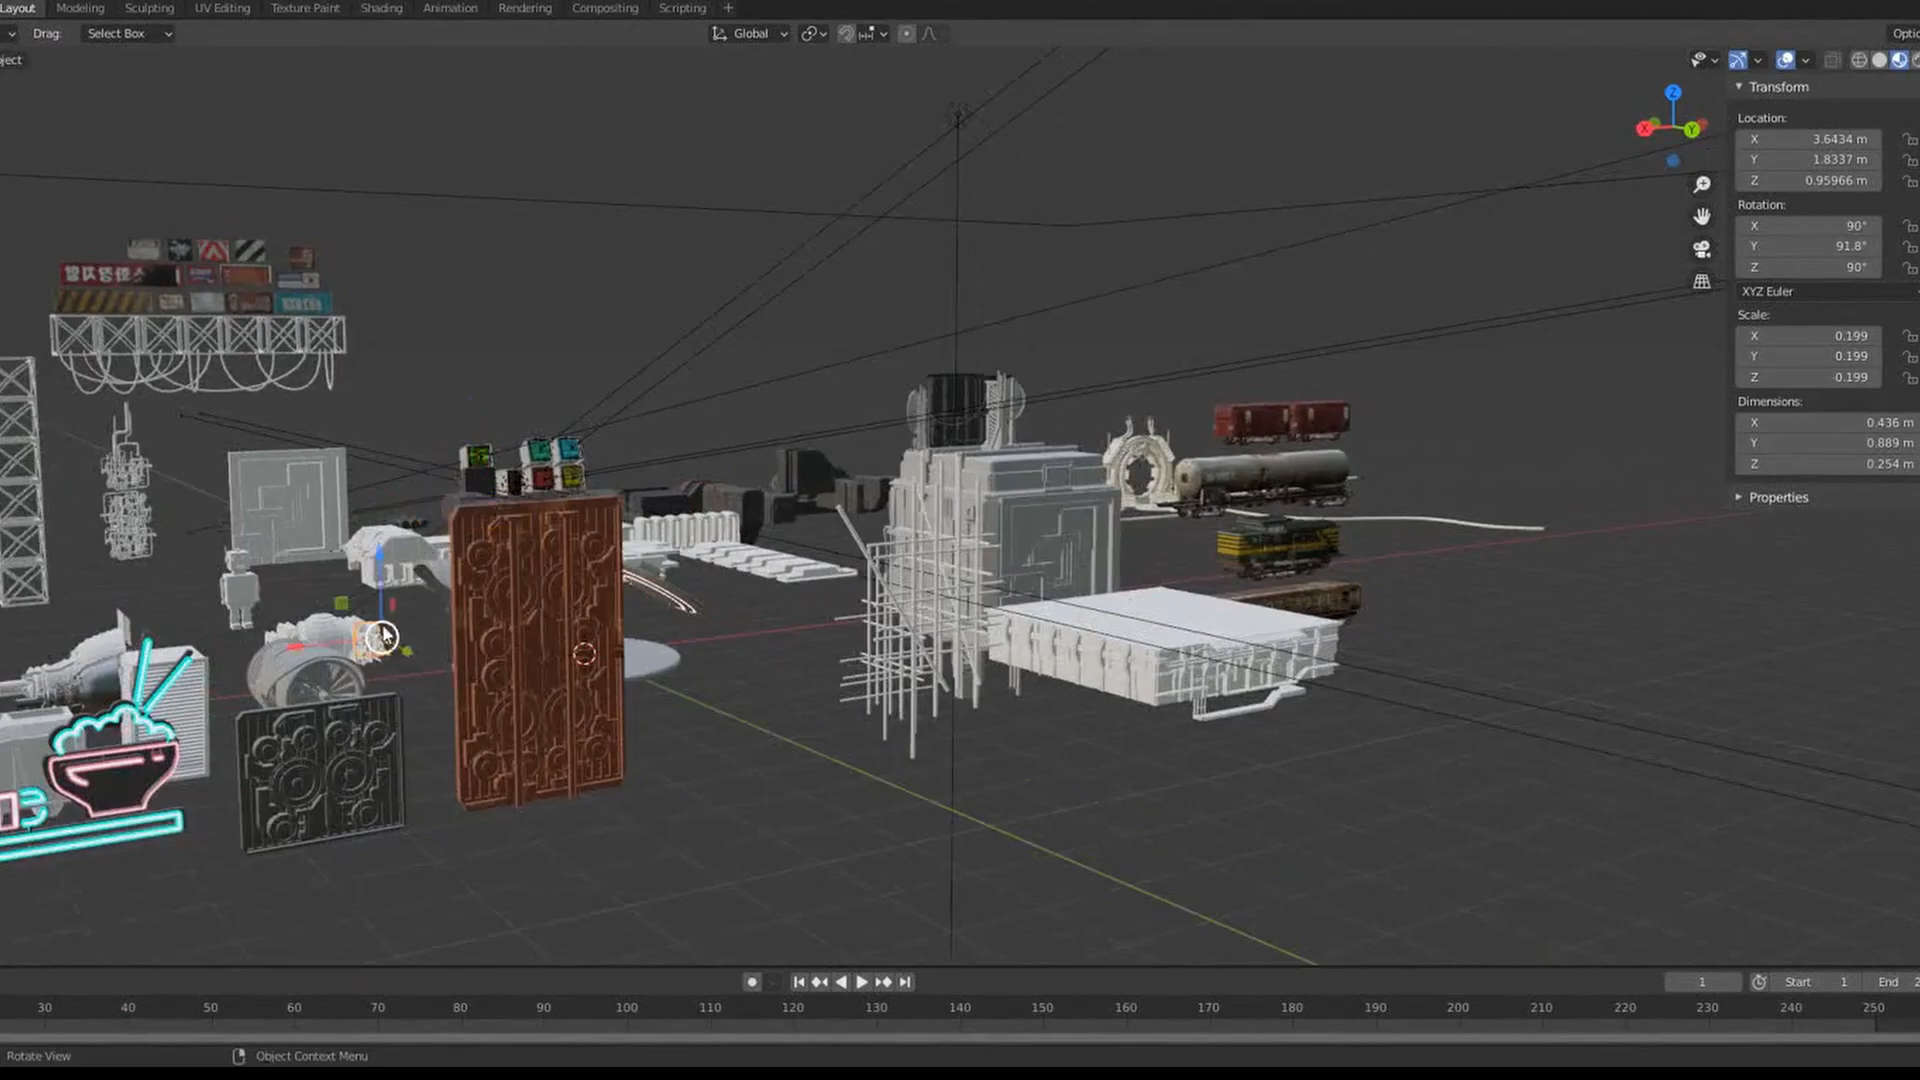 Layout Modeling Sculpting UV Editing Texture Paint Shading Animation Rendering Compositing Scripting +
Drag: Select Box Global Optio
ject
Z
X Y
Transform
Location:
X 3.6434 m
Y 1.8337 m
Z 0.95966 m
Rotation:
X 90°
Y 91.8°
Z 90°
XYZ Euler
Scale:
X 0.199
Y 0.199
Z 0.199
Dimensions:
X 0.436 m
Y 0.889 m
Z 0.254 m
Properties
1 Start 1 End 2
30 40 50 60 70 80 90 100 110 120 130 140 150 160 170 180 190 200 210 220 230 240 250
Rotate View Object Context Menu